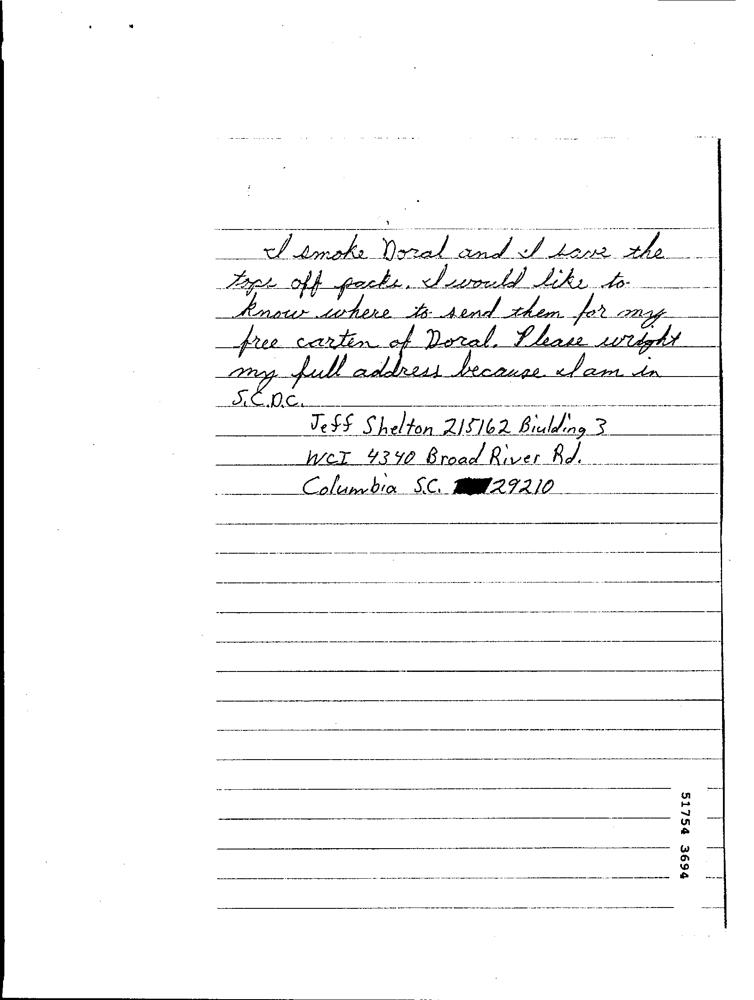 I smoke Doral and I save the
tops off packs. I would like to
know where to send them for my
free carten of Doral. Please wright
my full address because I am in
S.C.D.C.
Jeff Shelton 215162 Biulding 3
WCI 4340 Broad River Rd.
Columbia S.C. 29210
51754 3694